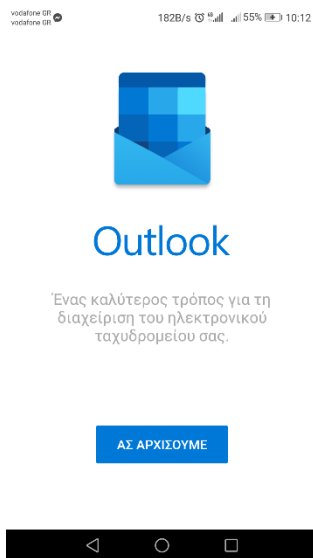 vodafone GR
vodafone GR
182B/s 55% 10:12
Outlook
Ένας καλύτερος τρόπος για τη
διαχείριση του ηλεκτρονικού
ταχυδρομείου σας.
ΑΣ ΑΡΧΙΣΟΥΜΕ